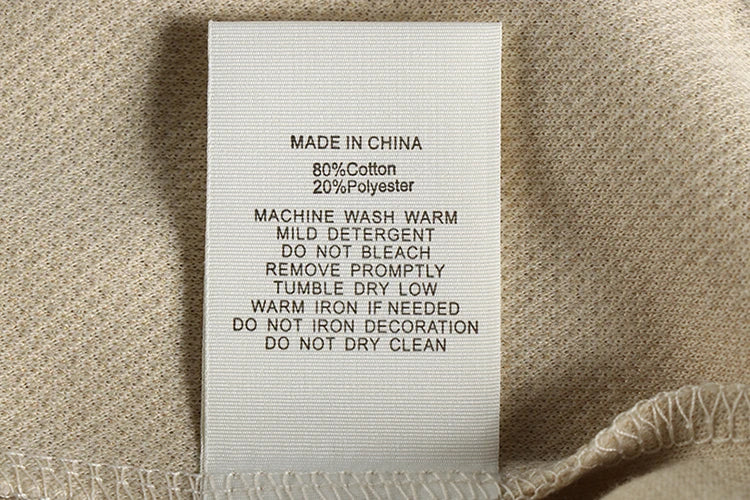 MADE IN CHINA
80%Cotton
20%Polyester
MACHINE WASH WARM
MILD DETERGENT
DO NOT BLEACH
REMOVE PROMPTLY
TUMBLE DRY LOW
WARM IRON IF NEEDED
DO NOT IRON DECORATION
DO NOT DRY CLEAN